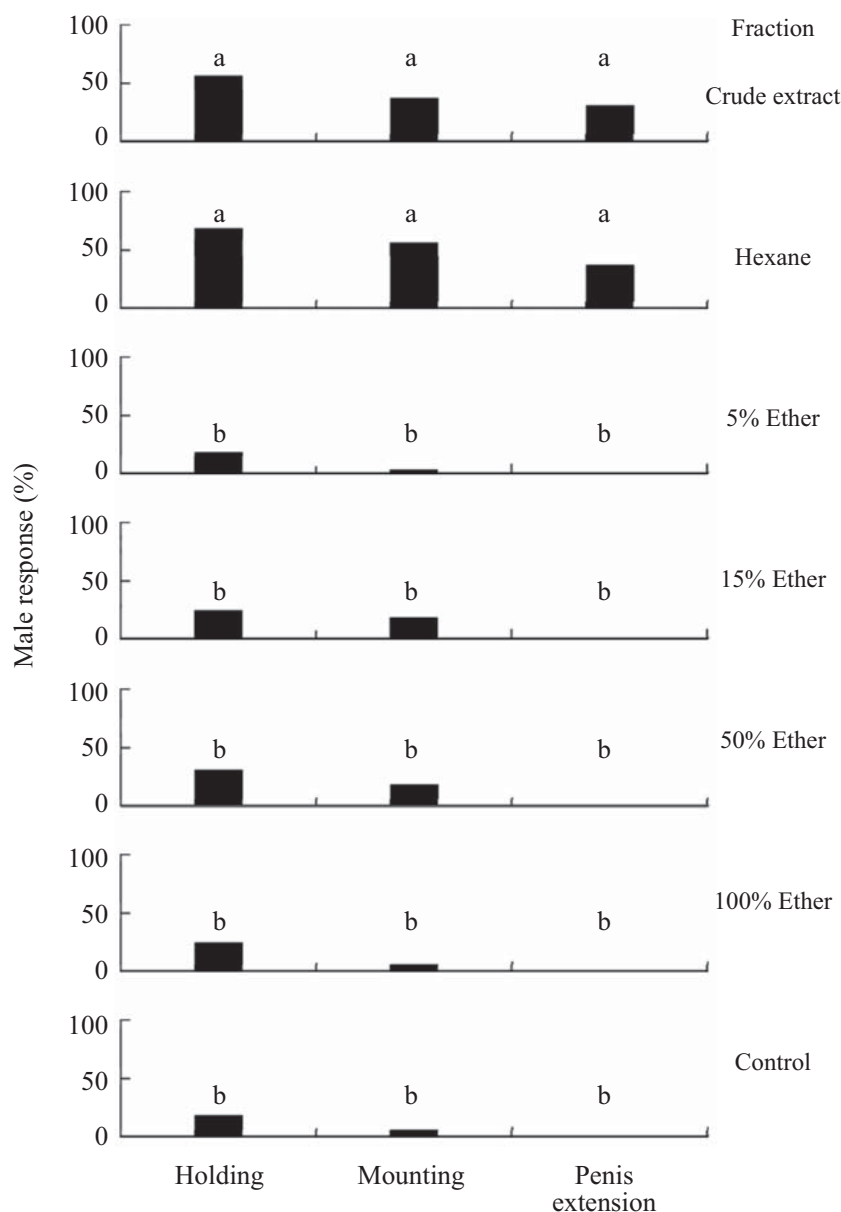 Fraction
100
50
0
a a a
Crude extract
100
50
0
a a a
Hexane
100
50
0
b b b
5% Ether
100
50
0
b b b
15% Ether
Male response (%)
100
50
0
b b b
50% Ether
100
50
0
b b b
100% Ether
100
50
0
b b b
Control
Holding Mounting Penis
extension